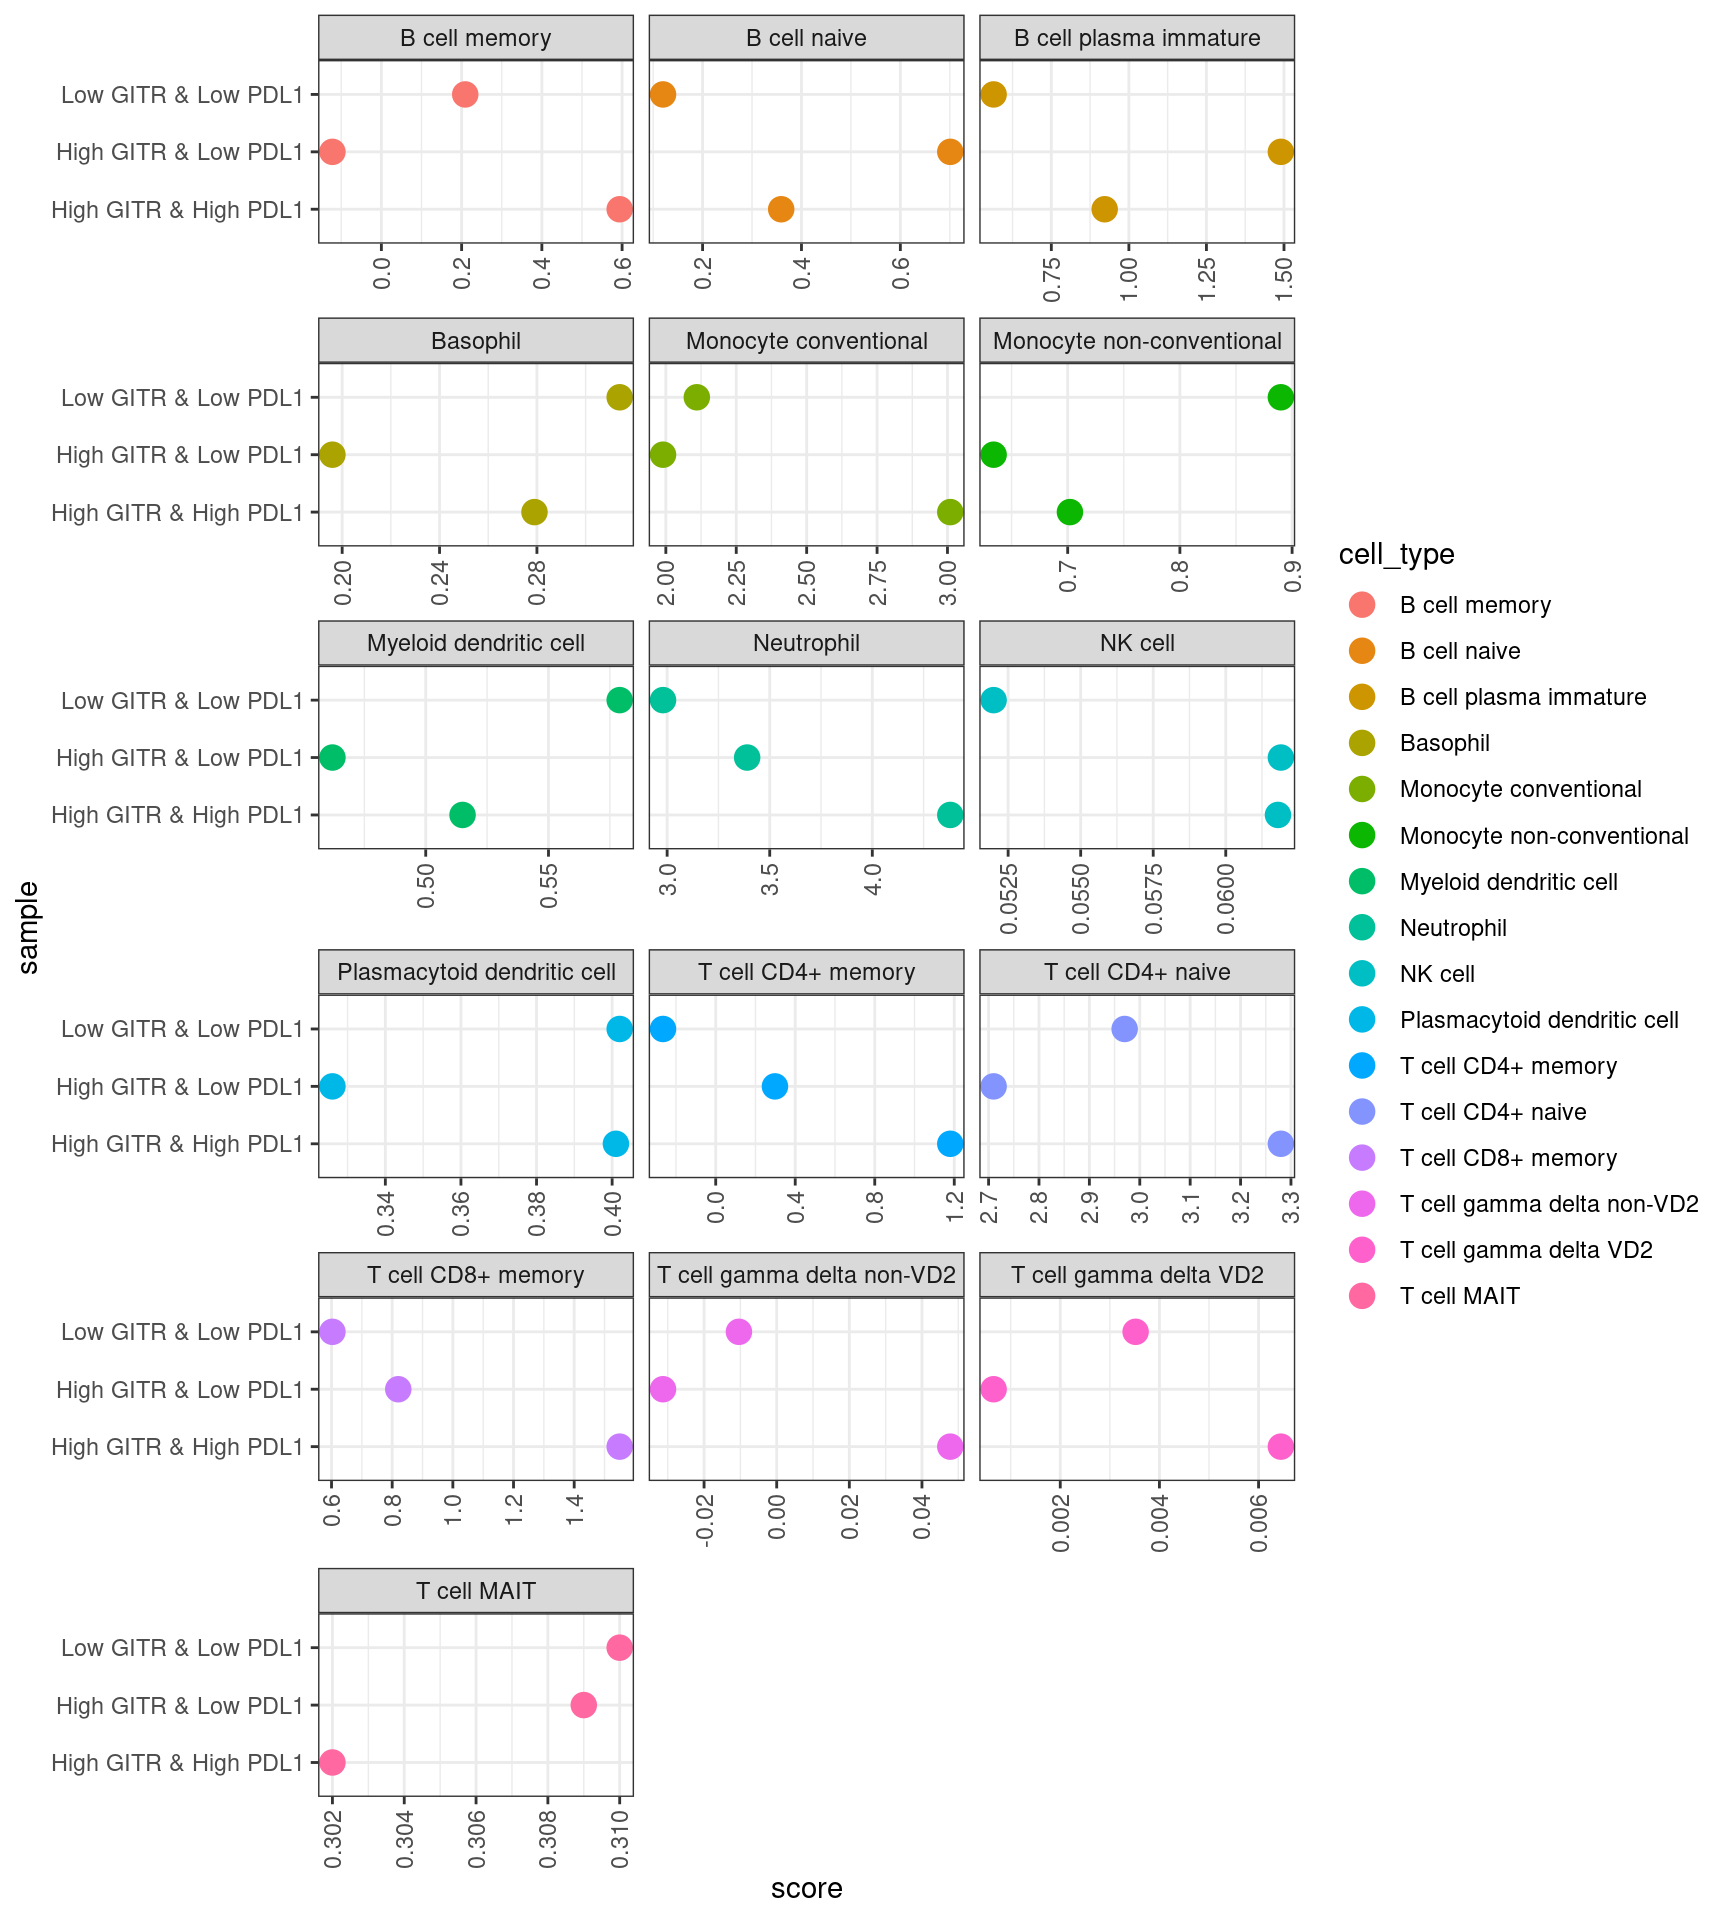 B cell memory
B cell naive
B cell plasma immature
Low GITR & Low PDL1
High GITR & Low PDL1
High GITR & High PDL1
0.0 0.2 0.4 0.6
0.2 0.4 0.6
0.75 1.00 1.25 1.50
Basophil
Monocyte conventional
Monocyte non-conventional
Low GITR & Low PDL1
High GITR & Low PDL1
High GITR & High PDL1
0.20 0.24 0.28
2.00 2.25 2.50 2.75 3.00
0.7 0.8 0.9
Myeloid dendritic cell
Neutrophil
NK cell
Low GITR & Low PDL1
High GITR & Low PDL1
High GITR & High PDL1
0.50 0.55
3.0 3.5 4.0
0.0525 0.0550 0.0575 0.0600
Plasmacytoid dendritic cell
T cell CD4+ memory
T cell CD4+ naive
Low GITR & Low PDL1
High GITR & Low PDL1
High GITR & High PDL1
0.34 0.36 0.38 0.40
0.0 0.4 0.8 1.2
2.7 2.8 2.9 3.0 3.1 3.2 3.3
T cell CD8+ memory
T cell gamma delta non-VD2
T cell gamma delta VD2
Low GITR & Low PDL1
High GITR & Low PDL1
High GITR & High PDL1
0.6 0.8 1.0 1.2 1.4
-0.02 0.00 0.02 0.04
0.002 0.004 0.006
T cell MAIT
Low GITR & Low PDL1
High GITR & Low PDL1
High GITR & High PDL1
0.302 0.304 0.306 0.308 0.310
score
sample
cell_type
B cell memory
B cell naive
B cell plasma immature
Basophil
Monocyte conventional
Monocyte non-conventional
Myeloid dendritic cell
Neutrophil
NK cell
Plasmacytoid dendritic cell
T cell CD4+ memory
T cell CD4+ naive
T cell CD8+ memory
T cell gamma delta non-VD2
T cell gamma delta VD2
T cell MAIT